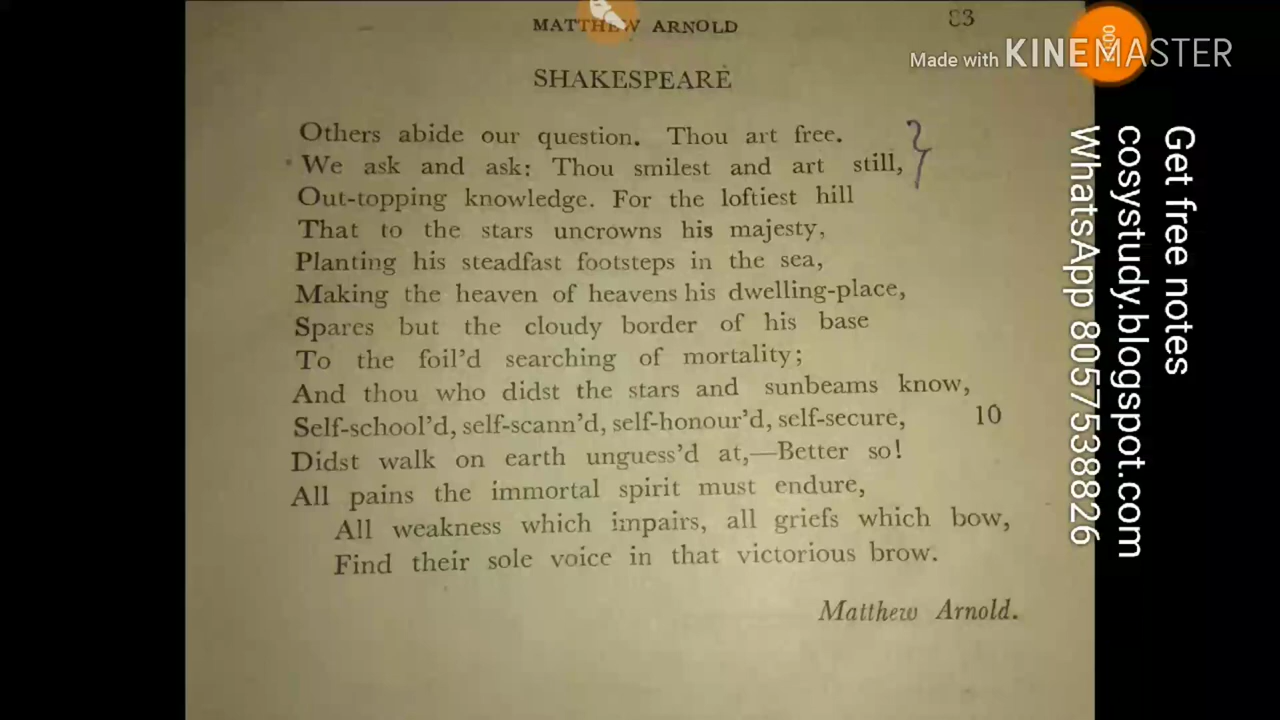 MATTHEW ARNOLD 83
Made with KINEMASTER
SHAKESPEARE
Others abide our question. Thou art free.
We ask and ask: Thou smilest and art still,
Out-topping knowledge. For the loftiest hill
That to the stars uncrowns his majesty,
Planting his steadfast footsteps in the sea,
Making the heaven of heavens his dwelling-place,
Spares but the cloudy border of his base
To the foil'd searching of mortality;
And thou who didst the stars and sunbeams know,
Self-school'd, self-scann'd, self-honour'd, self-secure, 10
Didst walk on earth unguess'd at,—Better so!
All pains the immortal spirit must endure,
All weakness which impairs, all griefs which bow,
Find their sole voice in that victorious brow.
Matthew Arnold.
Get free notes
cosystudy.blogspot.com
WhatsApp 8057538826